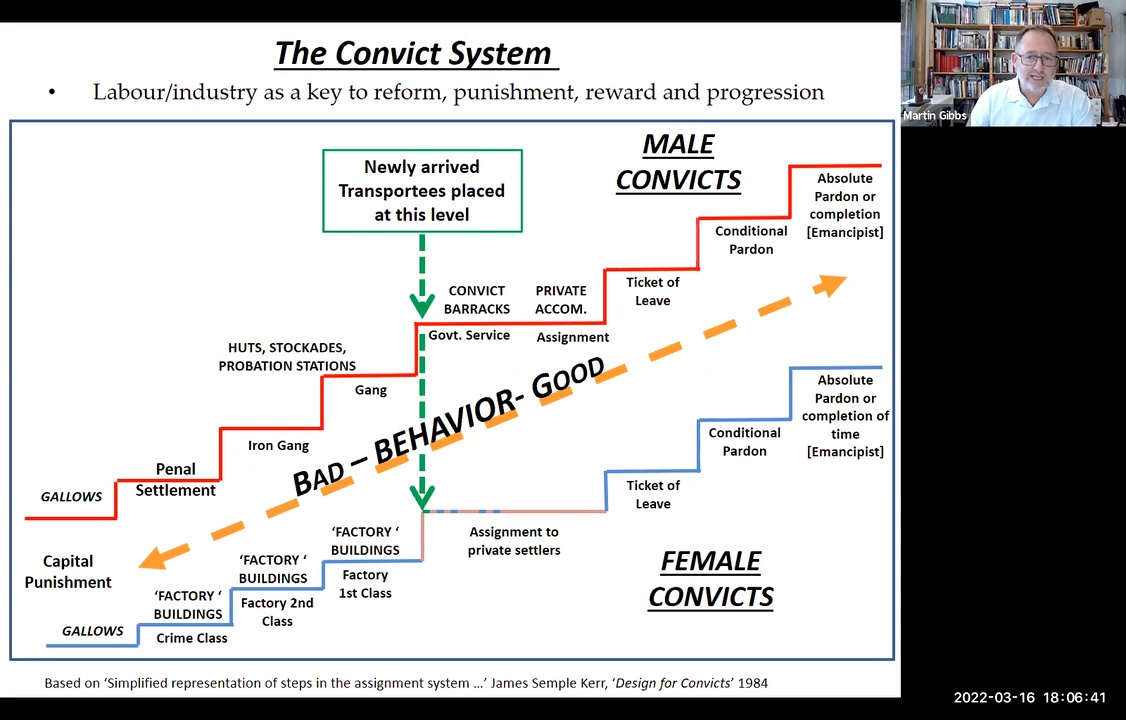 The Convict System
• Labour/industry as a key to reform, punishment, reward and progression
Martin Gibbs
MALE
CONVICTS
Newly arrived
Transportees placed
at this level
Absolute
Pardon or
completion
[Emancipist]
Conditional
Pardon
Ticket of
Leave
CONVICT
BARRACKS
PRIVATE
ACCOM.
Govt. Service
Assignment
HUTS, STOCKADES,
PROBATION STATIONS
Gang
Iron Gang
Penal
Settlement
GALLOWS
BAD – BEHAVIOR- GOOD
Capital
Punishment
Absolute
Pardon or
completion of
time
[Emancipist]
Conditional
Pardon
Ticket of
Leave
Assignment to
private settlers
‘FACTORY ‘
BUILDINGS
Factory
1st Class
‘FACTORY ‘
BUILDINGS
Factory 2nd
Class
‘FACTORY ‘
BUILDINGS
Crime Class
GALLOWS
FEMALE
CONVICTS
Based on ‘Simplified representation of steps in the assignment system …’ James Semple Kerr, ‘Design for Convicts’ 1984
2022-03-16 18:06:41